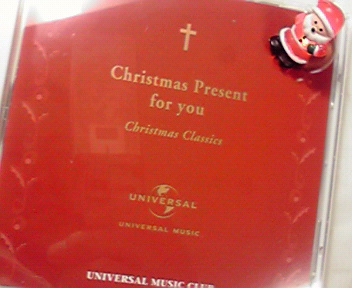 Christmas Present
for you
Christmas Classics
UNIVERSAL
UNIVERSAL MUSIC
UNIVERSAL MUSIC CLUB